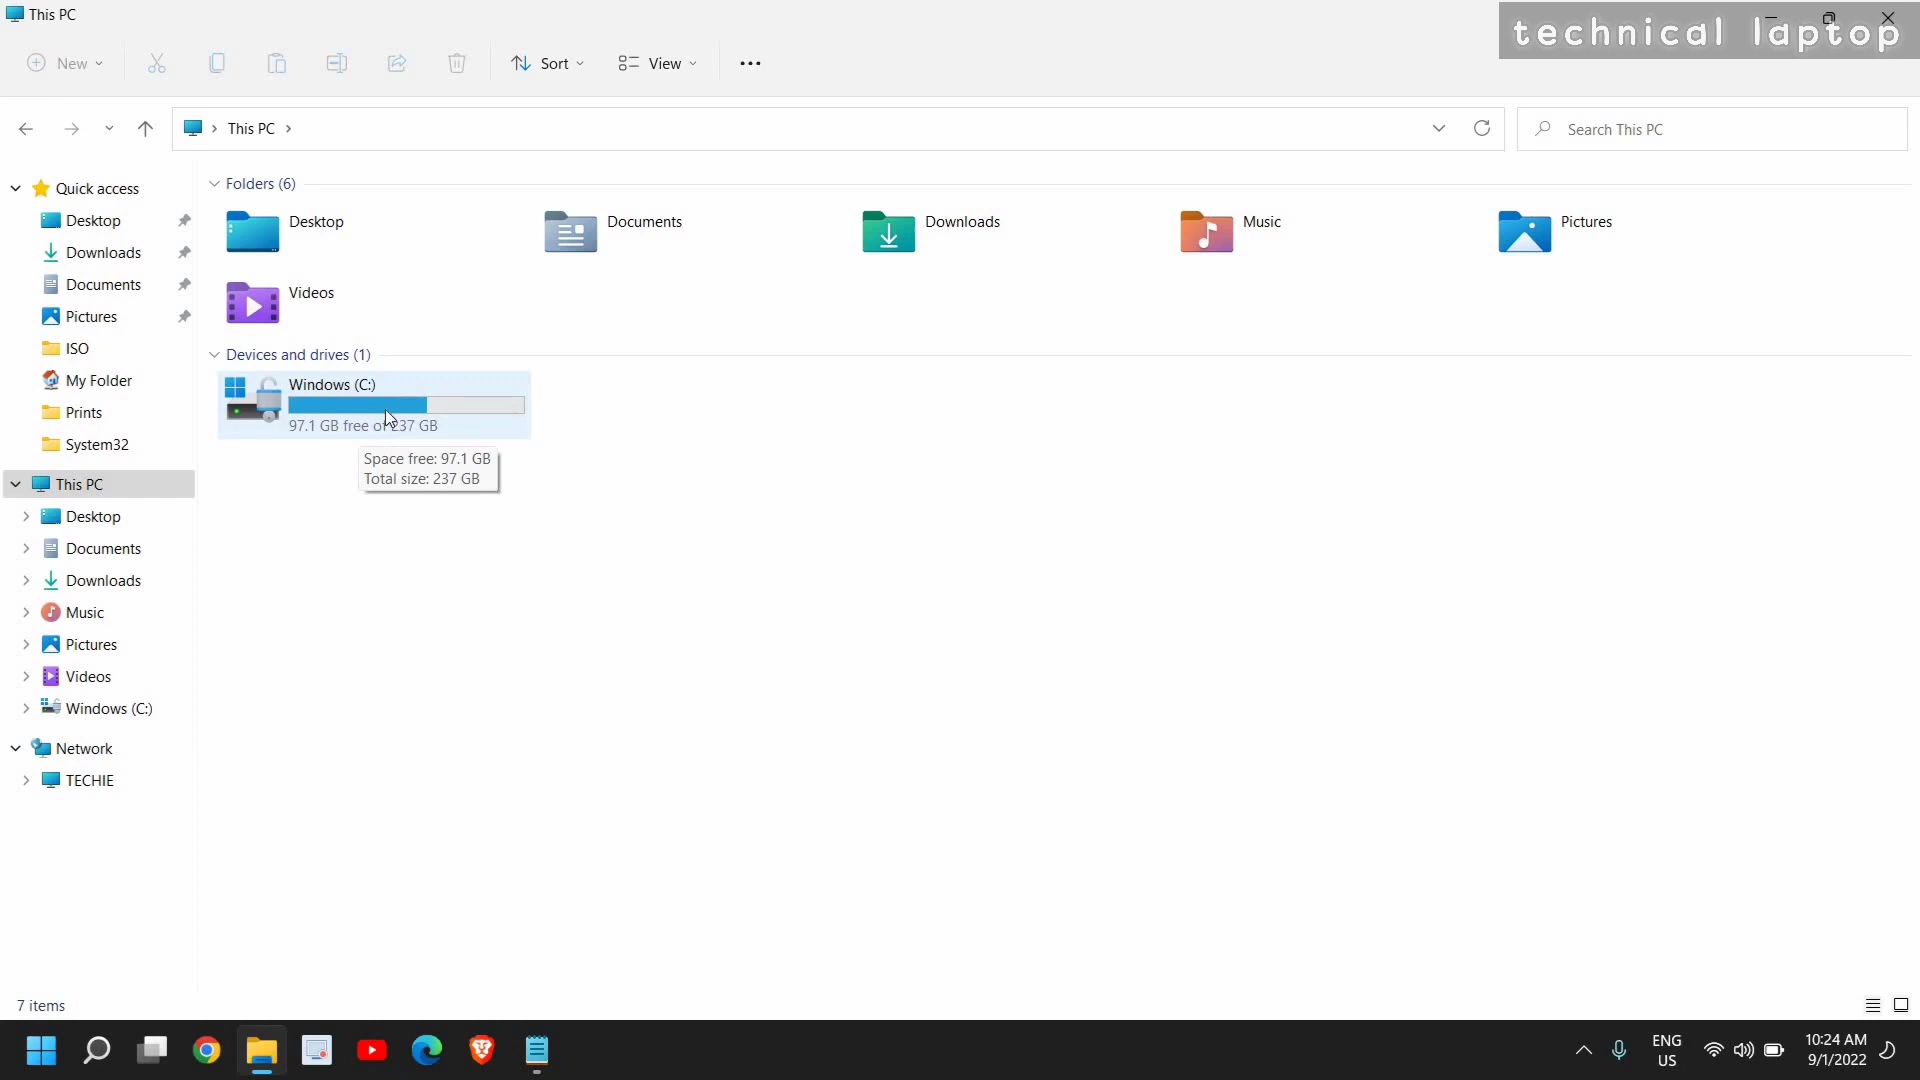 This PC
technical laptop
New
Sort
View
This PC
Search This PC
Quick access
Desktop
Downloads
Documents
Pictures
ISO
My Folder
Prints
System32
This PC
Desktop
Documents
Downloads
Music
Pictures
Videos
Windows (C:)
Network
TECHIE
Folders (6)
Desktop
Documents
Downloads
Music
Pictures
Videos
Devices and drives (1)
Windows (C:)
97.1 GB free of 237 GB
Space free: 97.1 GB
Total size: 237 GB
7 items
ENG
US
10:24 AM
9/1/2022